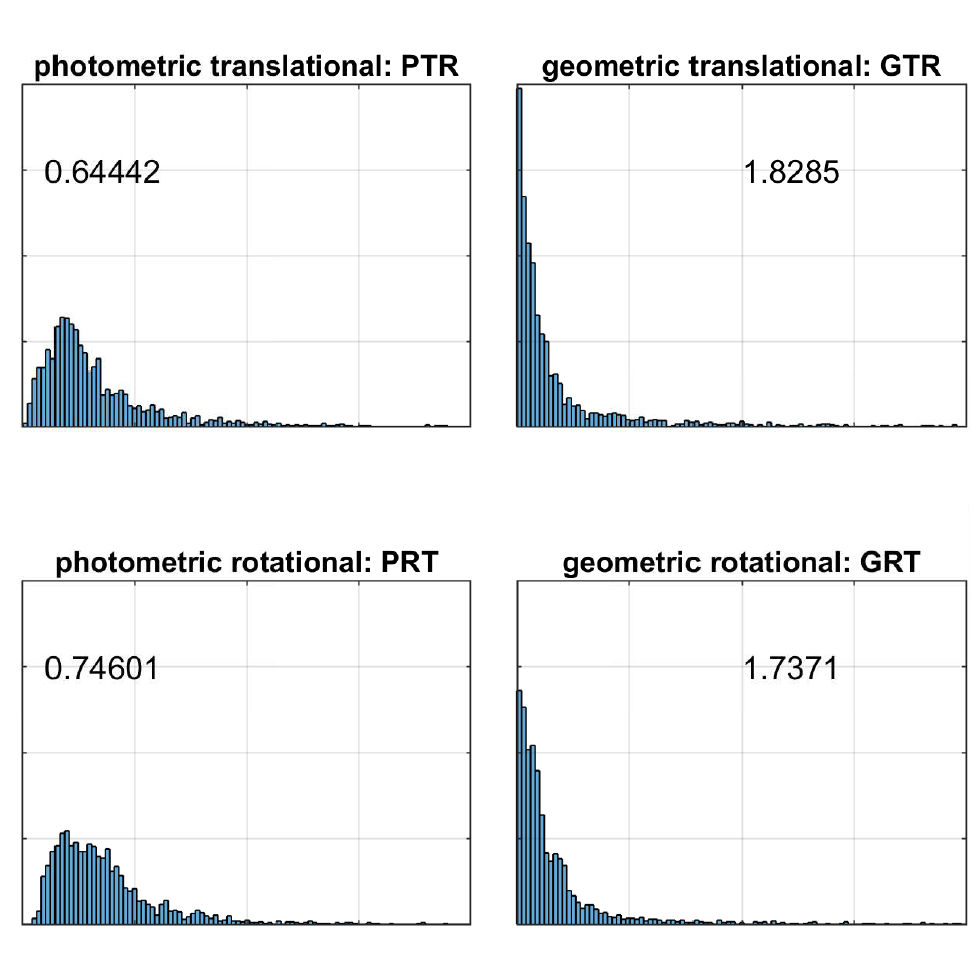 photometric translational: PTR
geometric translational: GTR
0.64442
1.8285
photometric rotational: PRT
geometric rotational: GRT
0.74601
1.7371